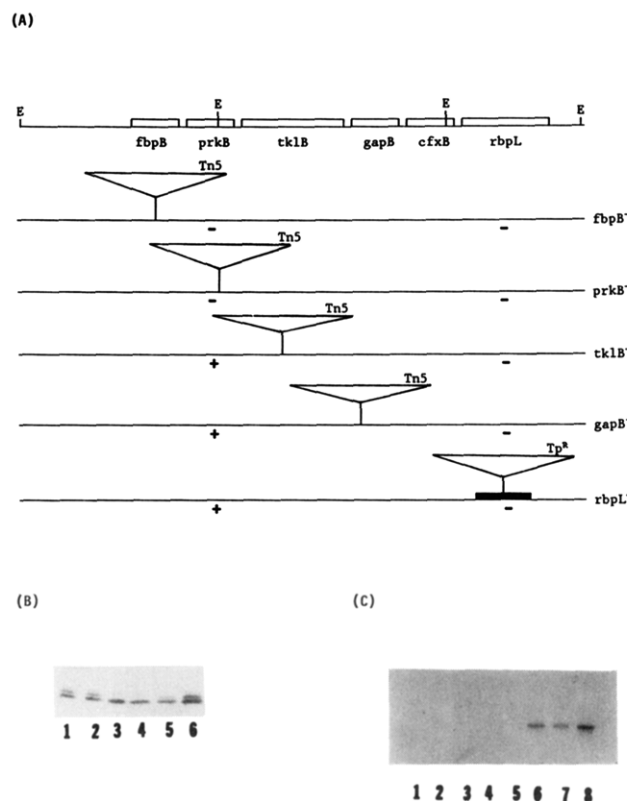 (A)
E E E E
fbpB prkB tklB gapB cfxB rbpL
Tn5
fbpB-
- -
Tn5
prkB-
- -
Tn5
tklB-
+ -
Tn5
gapB-
+ -
TpR
rbpL-
+ -
(B) (C)
1 2 3 4 5 6
1 2 3 4 5 6 7 8